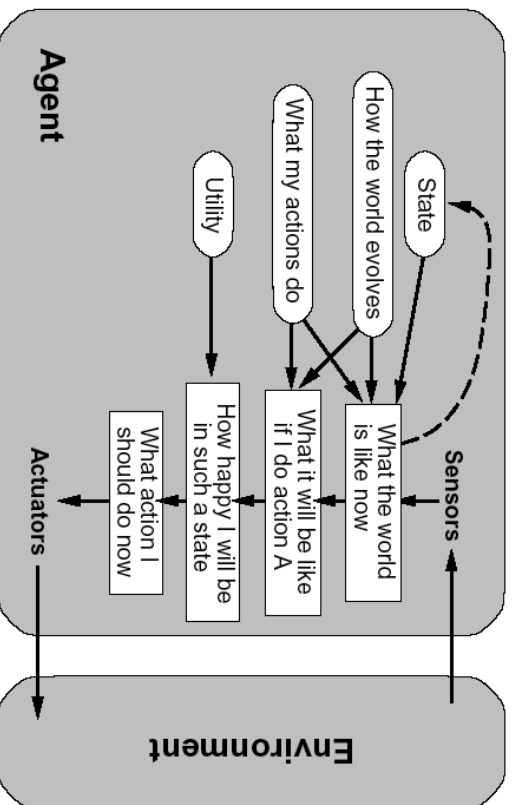 Sensors
State
How the world evolves
What my actions do
Utility
What the world
is like now
What it will be like
if I do action A
How happy I will be
in such a state
What action I
should do now
Agent
Actuators
Environment